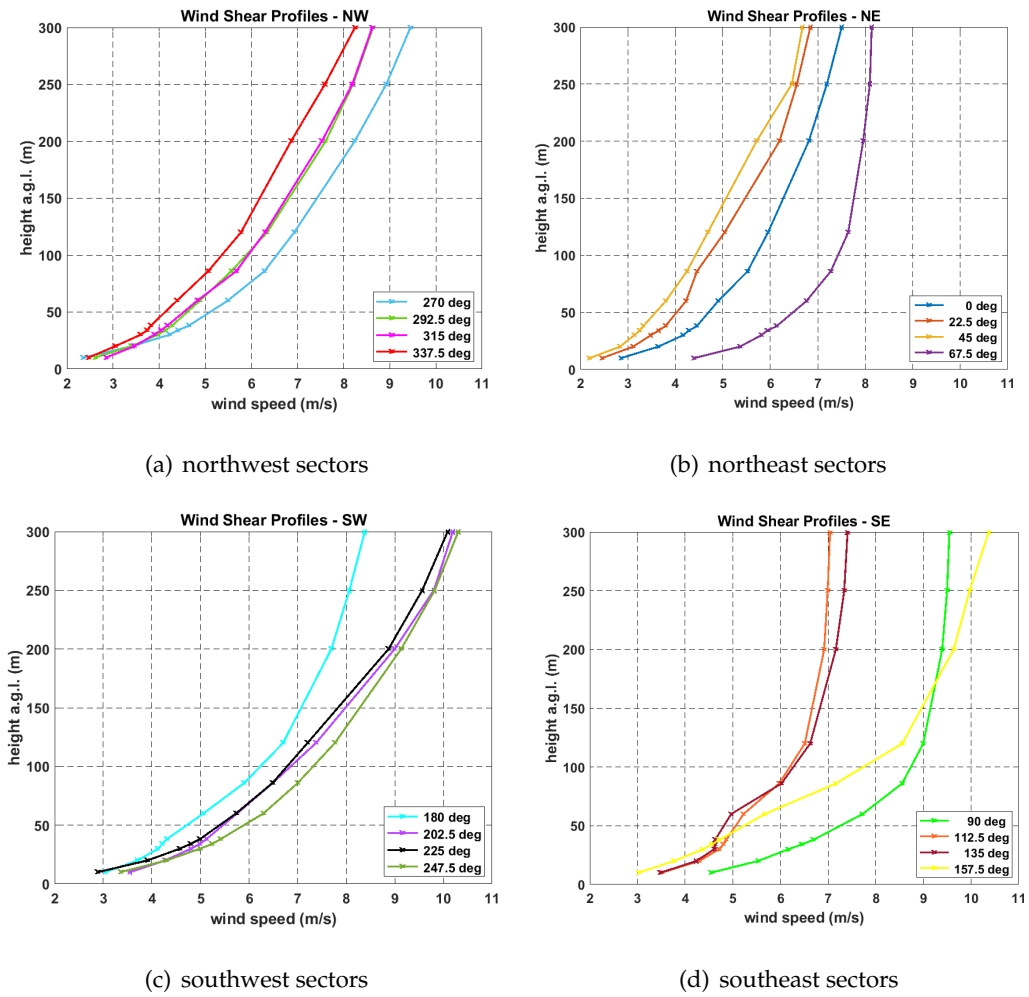 Wind Shear Profiles - NW
300
250
200
150
100
50
0
height a.g.l. (m)
2 3 4 5 6 7 8 9 10 11
wind speed (m/s)
270 deg
292.5 deg
315 deg
337.5 deg
(a) northwest sectors
Wind Shear Profiles - NE
300
250
200
150
100
50
0
height a.g.l. (m)
2 3 4 5 6 7 8 9 10 11
wind speed (m/s)
0 deg
22.5 deg
45 deg
67.5 deg
(b) northeast sectors
Wind Shear Profiles - SW
300
250
200
150
100
50
0
height a.g.l. (m)
2 3 4 5 6 7 8 9 10 11
wind speed (m/s)
180 deg
202.5 deg
225 deg
247.5 deg
(c) southwest sectors
Wind Shear Profiles - SE
300
250
200
150
100
50
0
height a.g.l. (m)
2 3 4 5 6 7 8 9 10 11
wind speed (m/s)
90 deg
112.5 deg
135 deg
157.5 deg
(d) southeast sectors